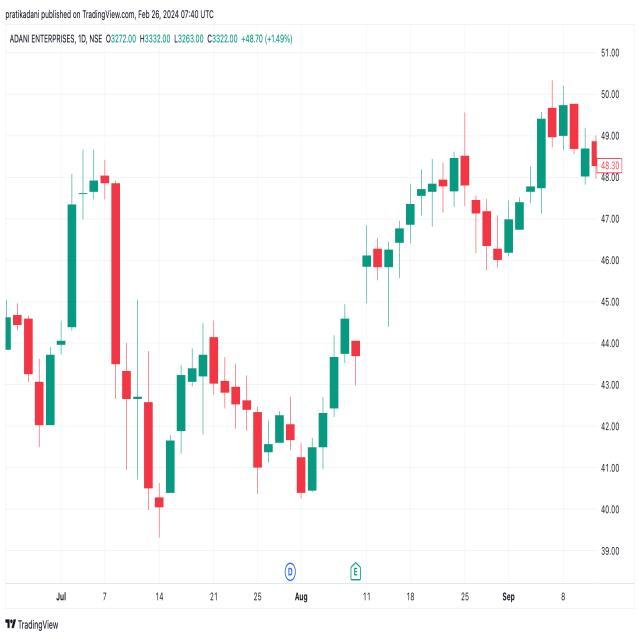 pratikadani published on TradingView.com, Feb 26, 2024 07:40 UTC
ADANI ENTERPRISES, 1D, NSE O3272.00 H3332.00 L3263.00 C3322.00 +48.70 (+1.49%)
51.00
50.00
49.00
48.30
48.00
47.00
46.00
45.00
44.00
43.00
42.00
41.00
40.00
39.00
D E
Jul 7 14 21 25 Aug 11 18 25 Sep 8
TradingView